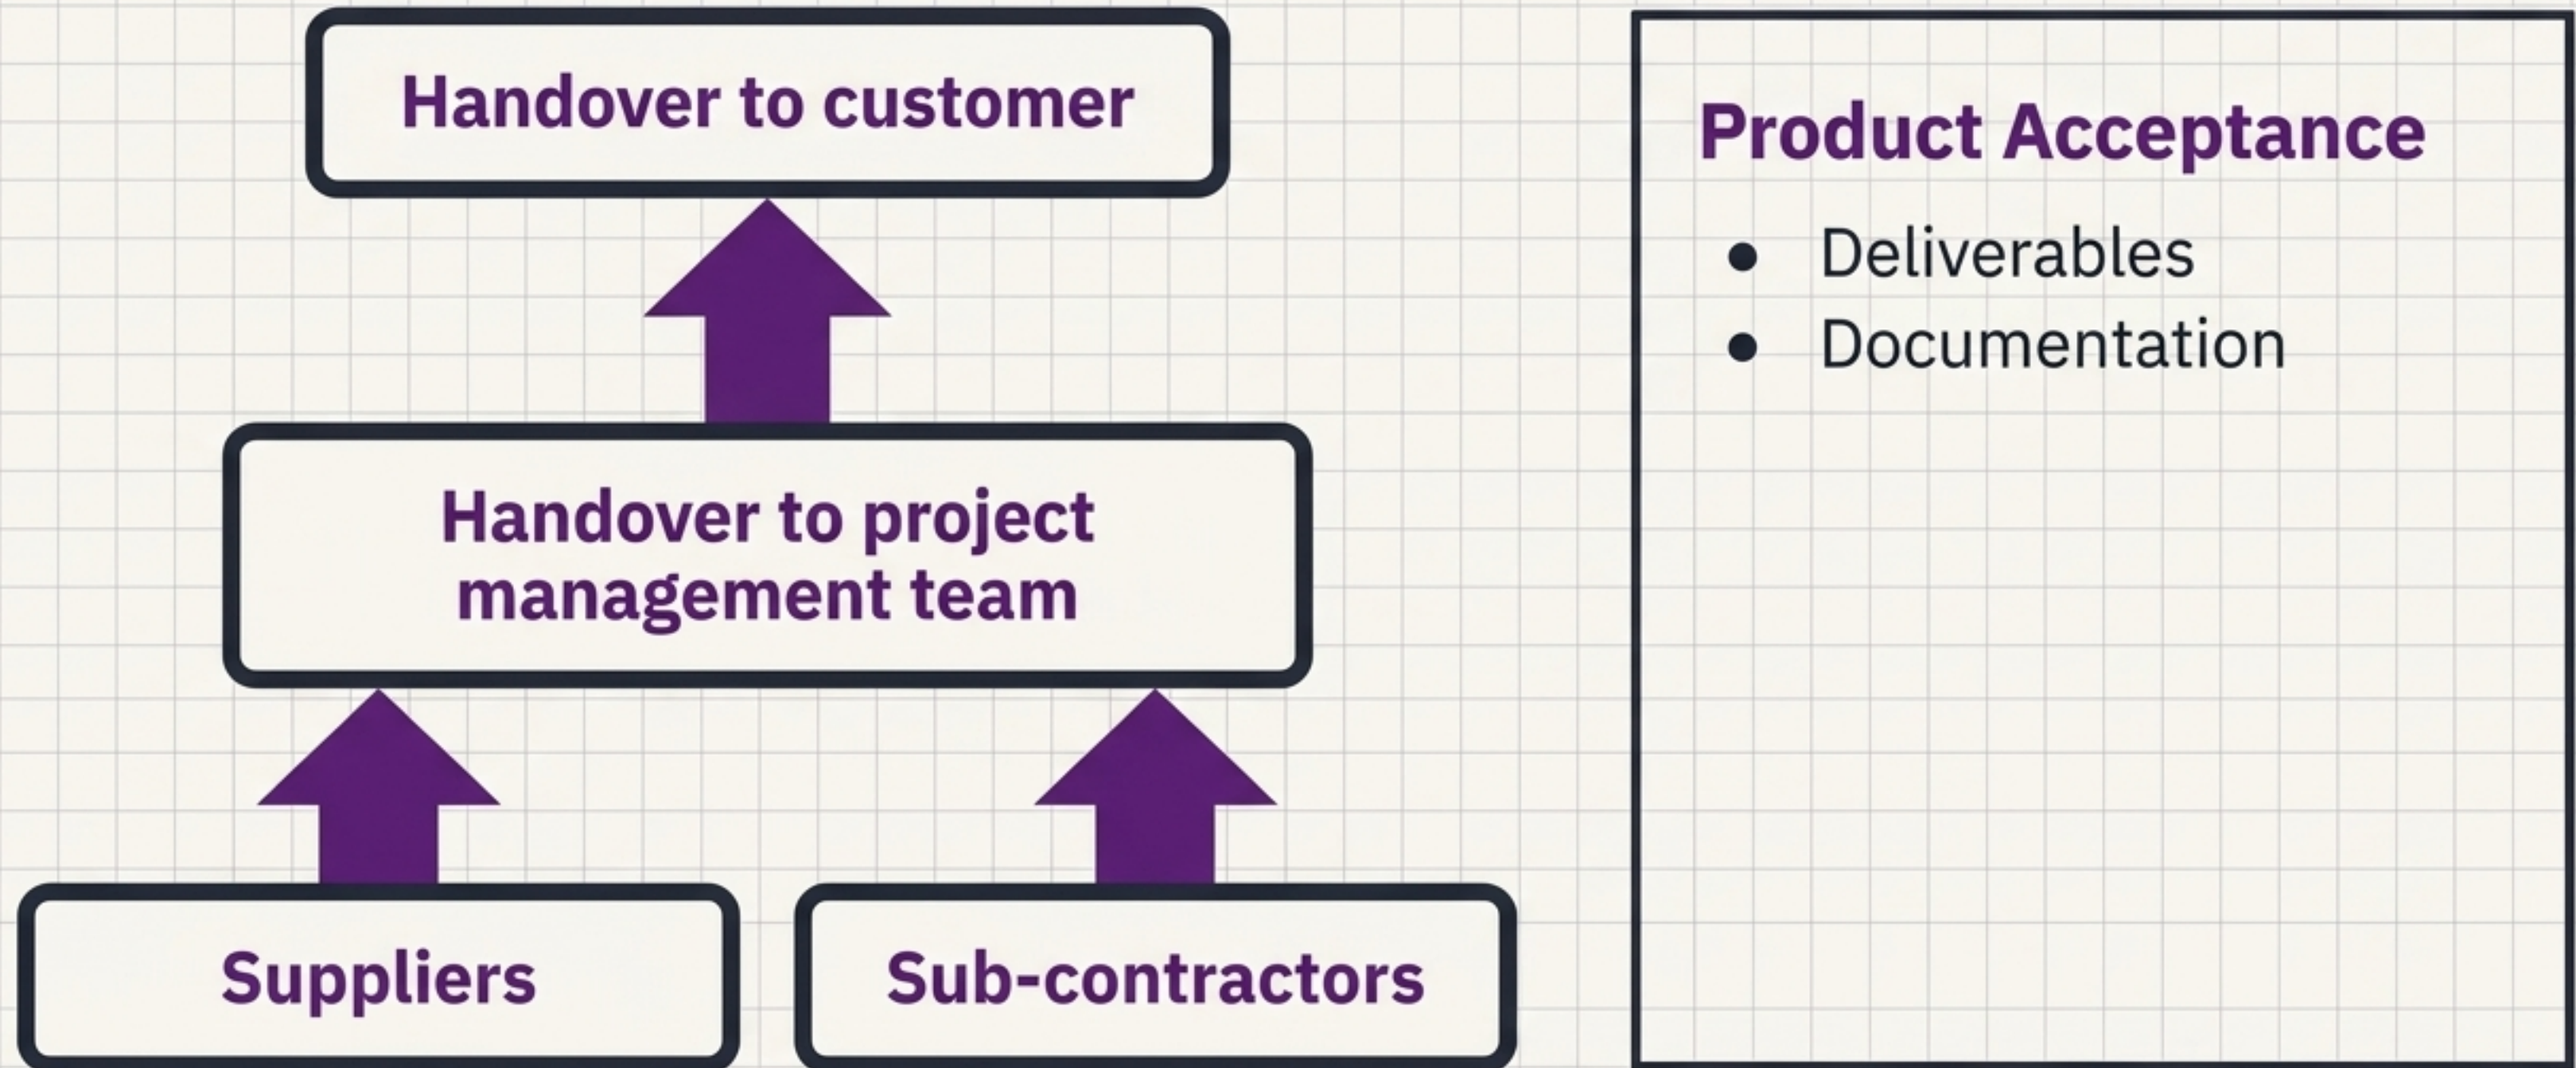 Handover to customer
Handover to project
management team
Suppliers
Sub-contractors
Product Acceptance
● Deliverables
● Documentation